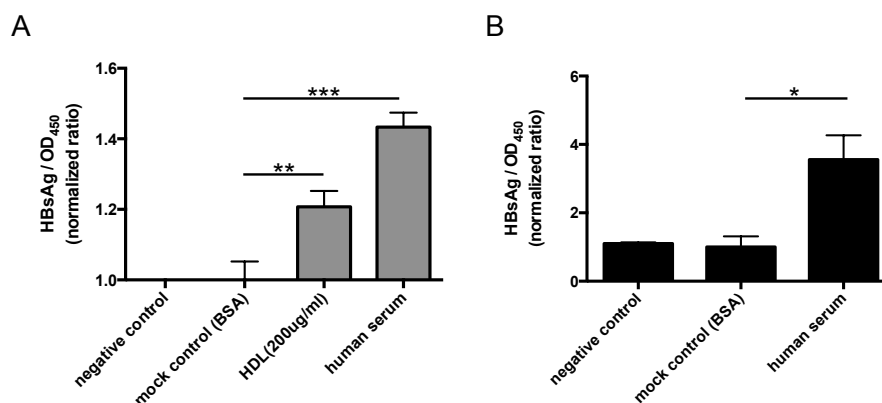 A
HBsAg / OD450
(normalized ratio)
1.6
1.4
1.2
1.0
***
**
negative control
mock control (BSA)
HDL(200ug/ml)
human serum
B
HBsAg / OD450
(normalized ratio)
6
4
2
0
*
negative control
mock control (BSA)
human serum